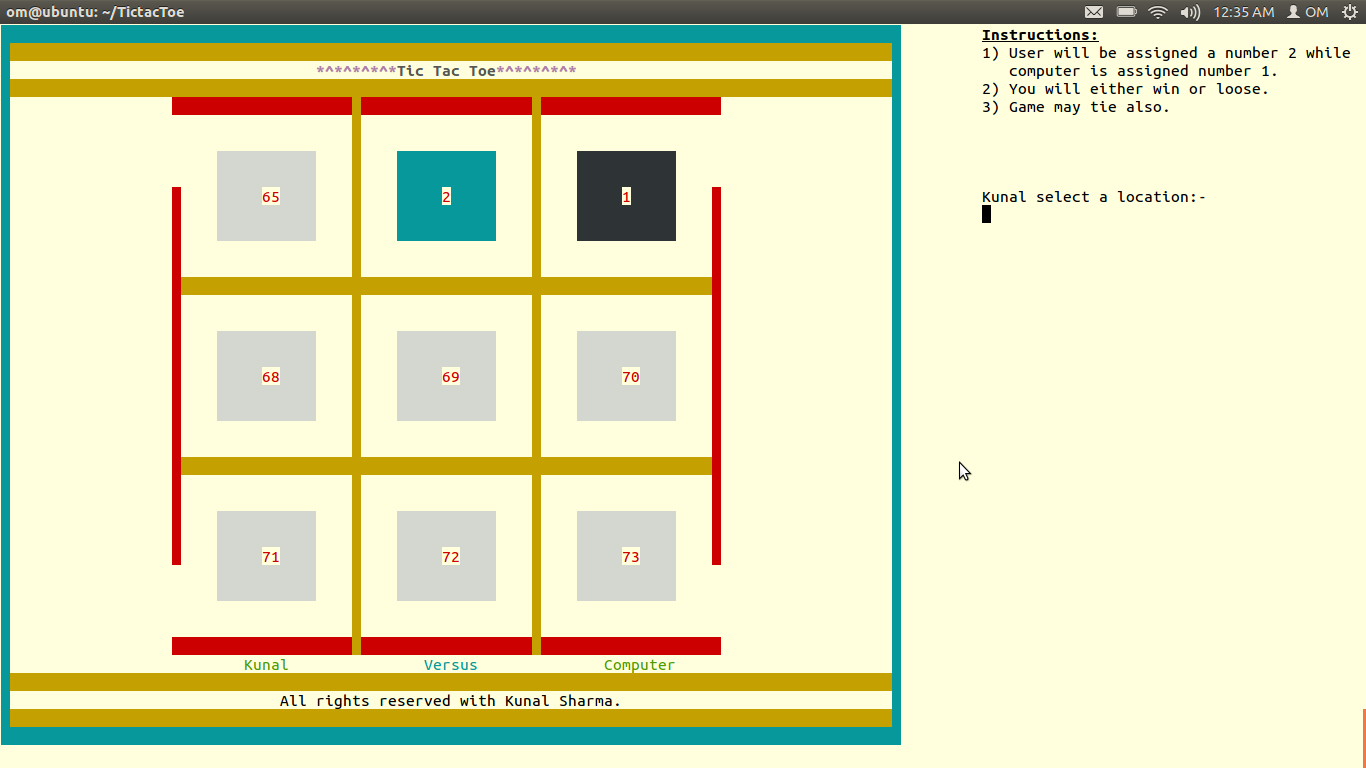 om@ubuntu: ~/TictacToe 12:35 AM OM
*^*^*^*^*Tic Tac Toe*^*^*^*^*
65 2 1
68 69 70
71 72 73
Kunal Versus Computer
All rights reserved with Kunal Sharma.
Instructions:
1) User will be assigned a number 2 while
computer is assigned number 1.
2) You will either win or loose.
3) Game may tie also.
Kunal select a location:-